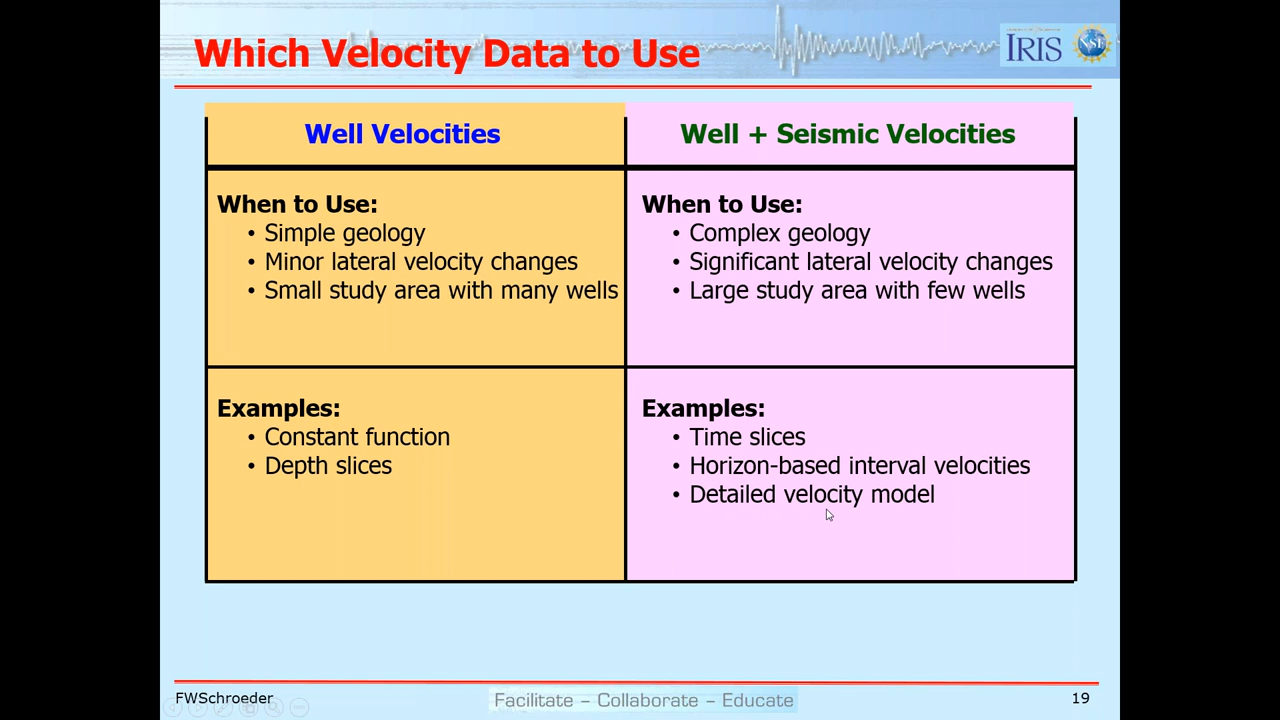 Which Velocity Data to Use
IRIS
NSF
Well Velocities
Well + Seismic Velocities
When to Use:
• Simple geology
• Minor lateral velocity changes
• Small study area with many wells
When to Use:
• Complex geology
• Significant lateral velocity changes
• Large study area with few wells
Examples:
• Constant function
• Depth slices
Examples:
• Time slices
• Horizon-based interval velocities
• Detailed velocity model
FWSchroeder
Facilitate – Collaborate – Educate
19